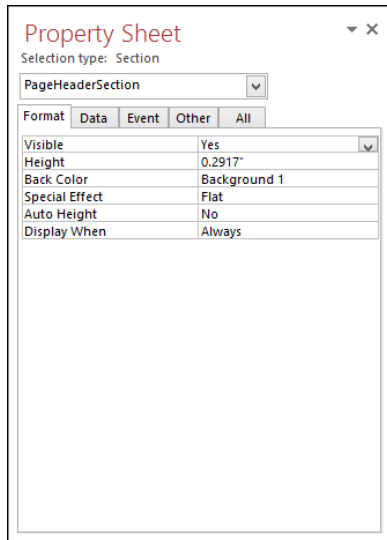 Property Sheet
Selection type: Section
PageHeaderSection
Format Data Event Other All
Visible Yes
Height 0.2917"
Back Color Background 1
Special Effect Flat
Auto Height No
Display When Always